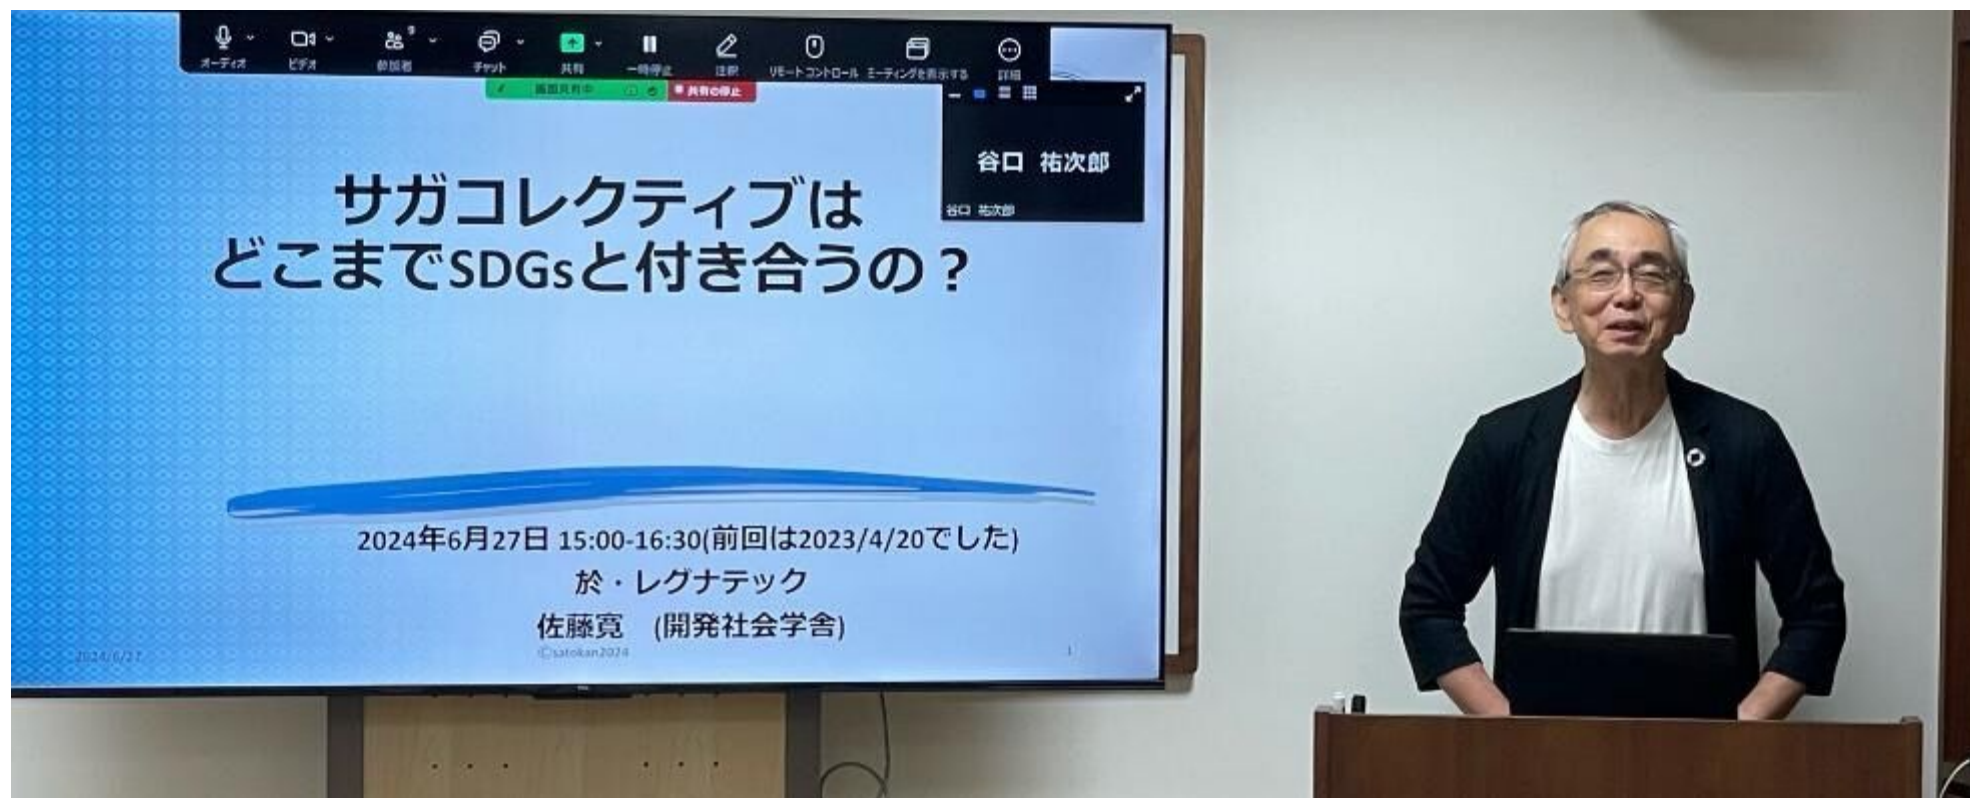 オーディオ
ビデオ
参加者 9
チャット
共有
一時停止
注釈
リモートコントロール
ミーティングを表示する
詳細
画面共有中
共有の停止
谷口 祐次郎
谷口 祐次郎
サガコレクティブは
どこまでSDGsと付き合うの？
2024年6月27日 15:00-16:30(前回は2023/4/20でした)
於・レグナテック
佐藤寛 (開発社会学舎)
2024/6/27
©satokan2024
1